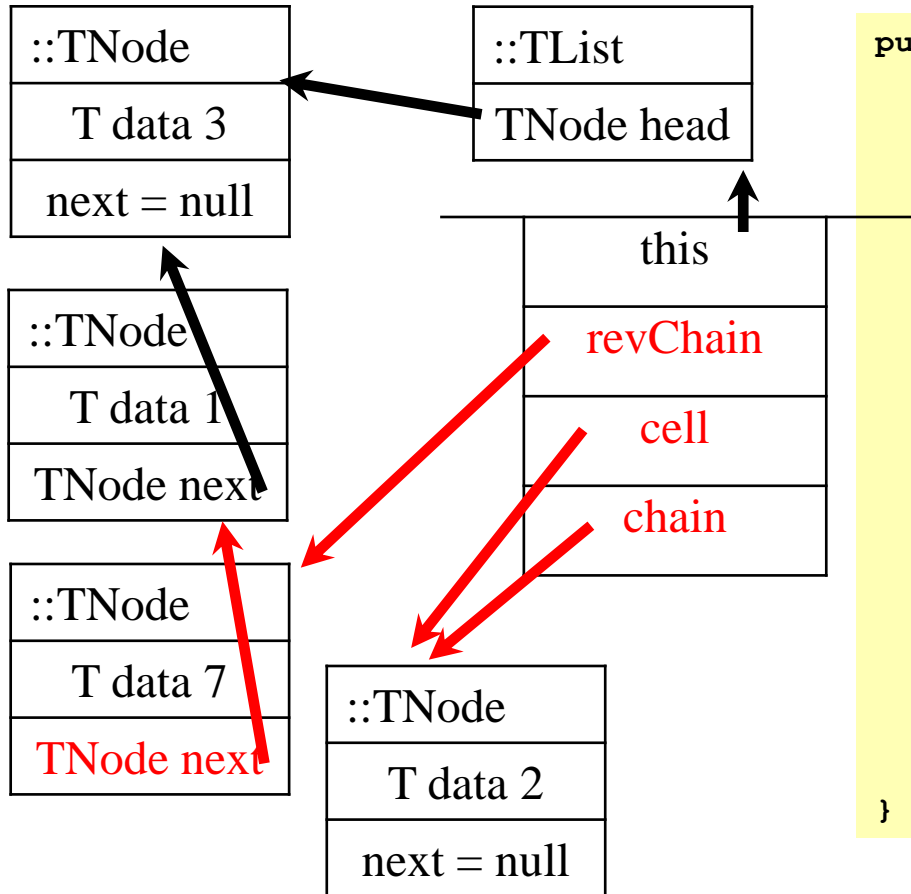 ::TNode
T data 3
next = null
::TList
TNode head
this
revChain
cell
chain
::TNode
T data 1
TNode next
::TNode
T data 7
TNode next
::TNode
T data 2
next = null
pu
}